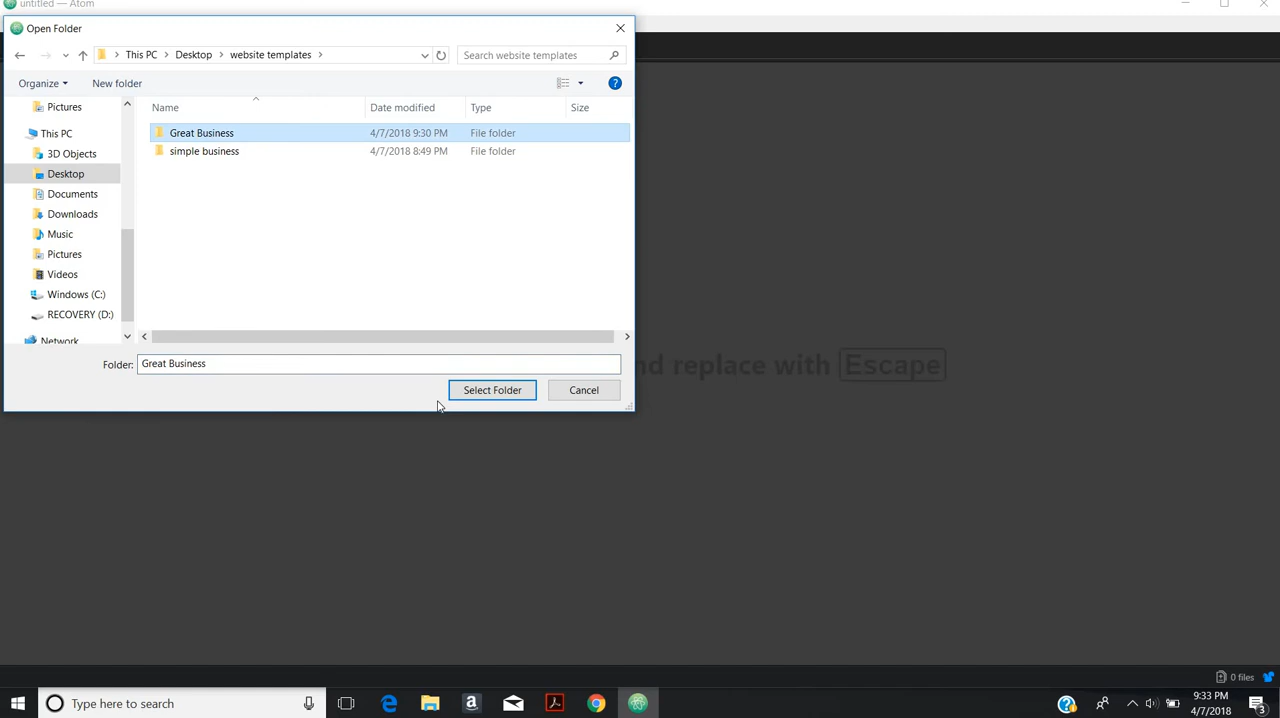 untitled — Atom
Open Folder
This PC Desktop website templates
Search website templates
Organize New folder
Name Date modified Type Size
Great Business 4/7/2018 9:30 PM File folder
simple business 4/7/2018 8:49 PM File folder
Pictures
This PC
3D Objects
Desktop
Documents
Downloads
Music
Pictures
Videos
Windows (C:)
RECOVERY (D:)
Network
Folder: Great Business
Select Folder Cancel
nd replace with Escape
0 files
Type here to search
9:33 PM
4/7/2018
3